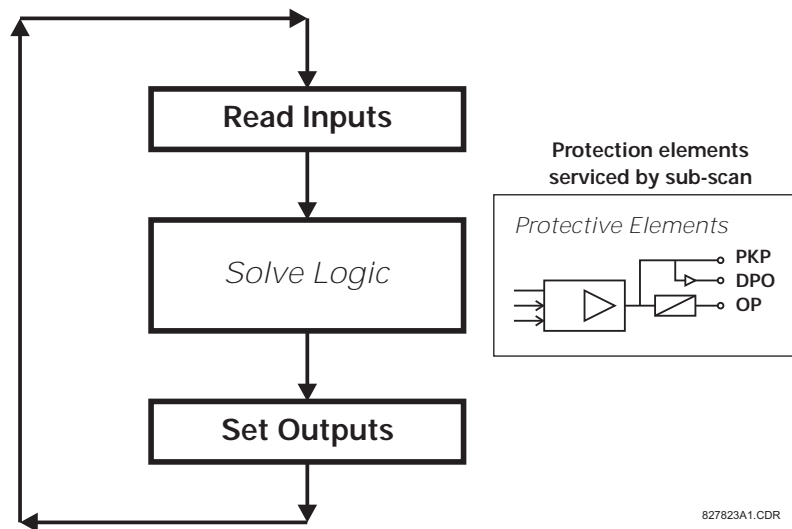 Read Inputs
Solve Logic
Set Outputs
Protection elements
serviced by sub-scan
Protective Elements
PKP
DPO
OP
827823A1.CDR